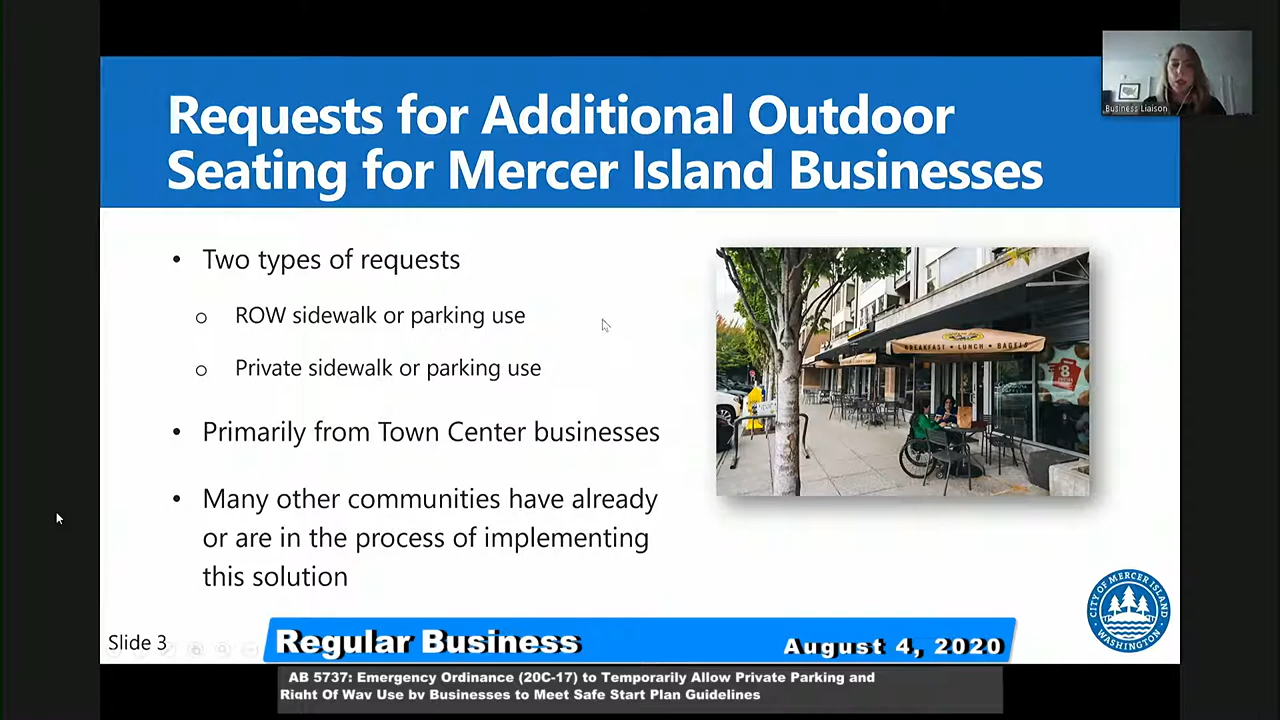 Requests for Additional Outdoor
Seating for Mercer Island Businesses
Business Liaison
• Two types of requests
o ROW sidewalk or parking use
o Private sidewalk or parking use
• Primarily from Town Center businesses
• Many other communities have already
or are in the process of implementing
this solution
BREAKFAST • LUNCH • BAGELS
8
CITY OF MERCER ISLAND
WASHINGTON
Slide 3
Regular Business
August 4, 2020
AB 5737: Emergency Ordinance (20C-17) to Temporarily Allow Private Parking and
Right Of Way Use by Businesses to Meet Safe Start Plan Guidelines